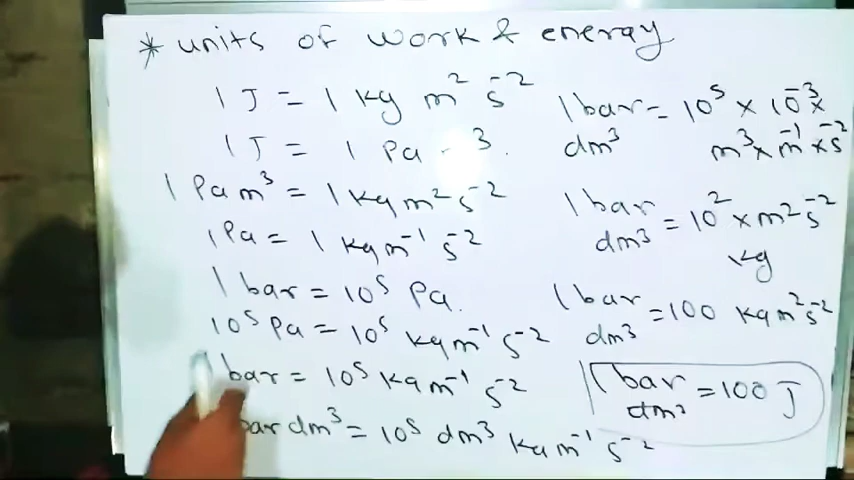 * units of work & energy
1 J = 1 kg m² s⁻²
1 J = 1 Pa - 3.
1 Pa m³ = 1 kg m² s⁻²
1 Pa = 1 kg m⁻¹ s⁻²
1 bar = 10⁵ Pa.
10⁵ Pa = 10⁵ kg m⁻¹ s⁻²
1 bar = 10⁵ kg m⁻¹ s⁻²
bar dm³ = 10⁵ dm³ kg m⁻¹ s⁻²
1 bar = 10⁵ × 10⁻³ ×
dm³ m³ × m⁻¹ × s⁻²
1 bar
dm³ = 10² × m² s⁻²
kg
1 bar
dm³ = 100 kg m² s⁻²
1 bar
dm³ = 100 J